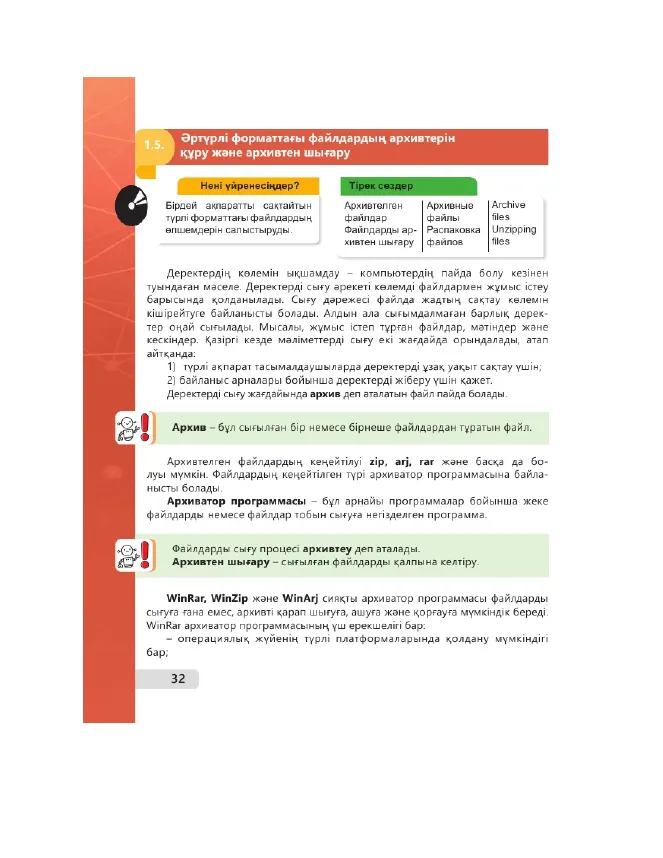 1.5.
Әртүрлі форматтағы файлдардың архивтерін
құру және архивтен шығару
Нені үйренесіңдер?
Бірдей ақпаратты сақтайтын
түрлі форматтағы файлдардың
өлшемдерін салыстыруды.
Тірек сөздер
Архивтелген
файлдар
Файлдарды ар-
хивтен шығару
Архивные
файлы
Распаковка
файлов
Archive
files
Unzipping
files
Деректердің көлемін ықшамдау – компьютердің пайда болу кезінен
туындаған мәселе. Деректерді сығу әрекеті көлемді файлдармен жұмыс істеу
барысында қолданылады. Сығу дәрежесі файлда жадтың сақтау көлемін
кішірейтуге байланысты болады. Алдын ала сығымдалмаған барлық дерек-
тер оңай сығылады. Мысалы, жұмыс істеп тұрған файлдар, мәтіндер және
кескіндер. Қазіргі кезде мәліметтерді сығу екі жағдайда орындалады, атап
айтқанда:
1) түрлі ақпарат тасымалдаушыларда деректерді ұзақ уақыт сақтау үшін;
2) байланыс арналары бойынша деректерді жіберу үшін қажет.
Деректерді сығу жағдайында архив деп аталатын файл пайда болады.
Архив – бұл сығылған бір немесе бірнеше файлдардан тұратын файл.
Архивтелген файлдардың кеңейтілуі zip, arj, rar және басқа да бо-
луы мүмкін. Файлдардың кеңейтілген түрі архиватор программасына байла-
нысты болады.
Архиватор программасы – бұл арнайы программалар бойынша жеке
файлдарды немесе файлдар тобын сығуға негізделген программа.
Файлдарды сығу процесі архивтеу деп аталады.
Архивтен шығару – сығылған файлдарды қалпына келтіру.
WinRar, WinZip және WinArj сияқты архиватор программасы файлдарды
сығуға ғана емес, архивті қарап шығуға, ашуға және қорғауға мүмкіндік береді.
WinRar архиватор программасының үш ерекшелігі бар:
– операциялық жүйенің түрлі платформаларында қолдану мүмкіндігі
бар;
32